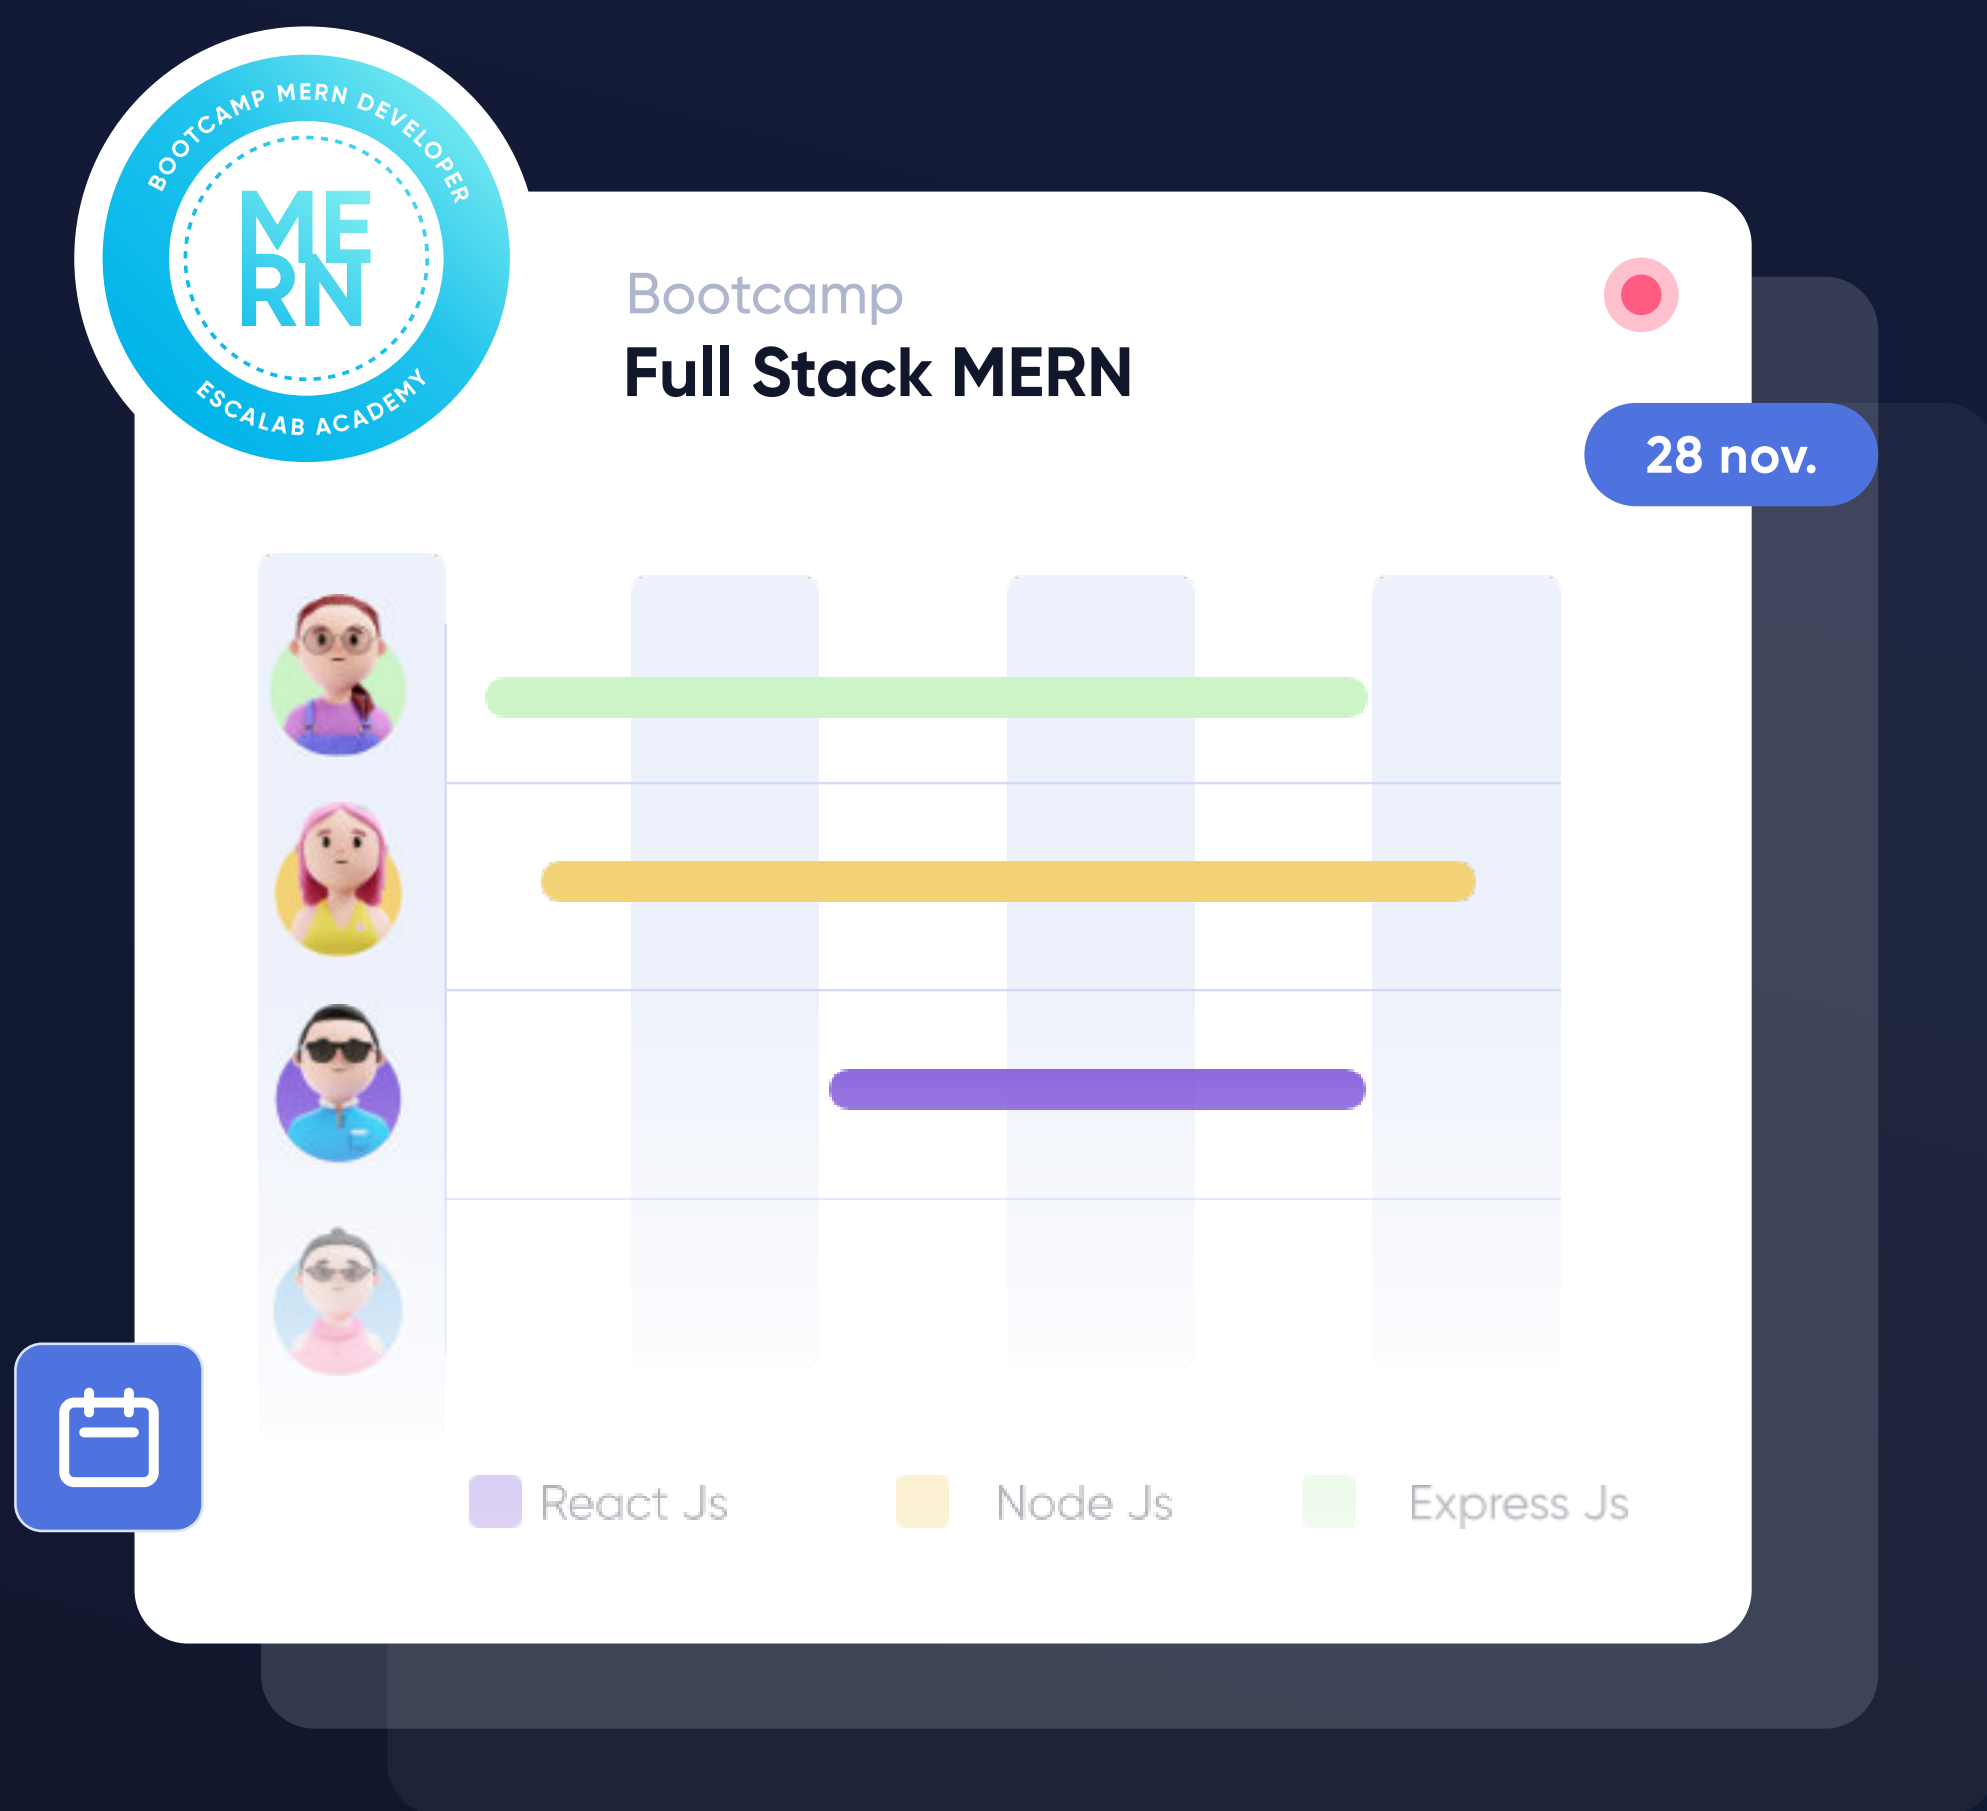 BOOTCAMP MERN DEVELOPER
ME
RN
ESCALAB ACADEMY
Bootcamp
Full Stack MERN
28 nov.
React Js
Node Js
Express Js